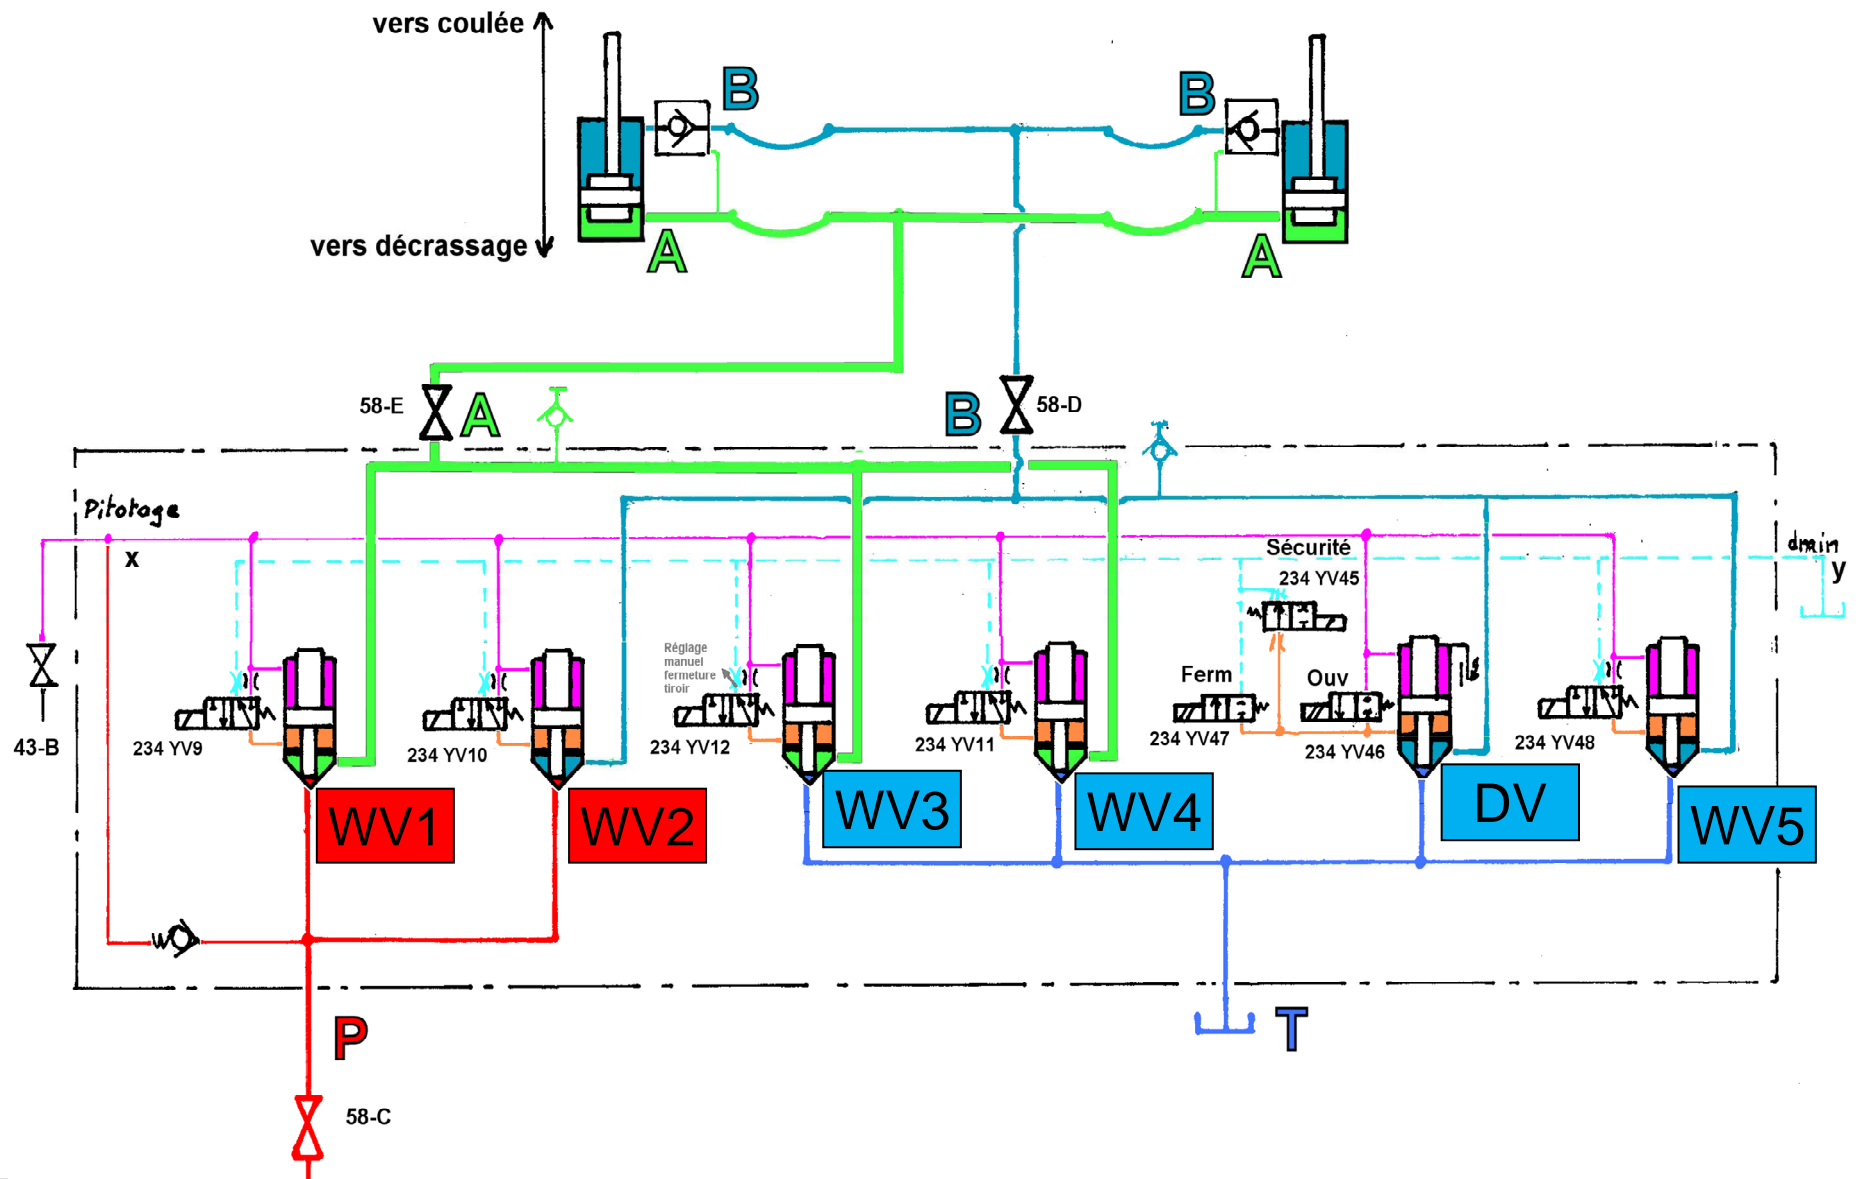 vers coulée
B
B
vers décrassage
A
A
58-E
A
B
58-D
Pilotage
x
drain
y
Sécurité
234 YV45
Réglage
manuel
fermeture
tiroir
Ferm
Ouv
43-B
234 YV9
234 YV10
234 YV12
234 YV11
234 YV47
234 YV46
234 YV48
WV1
WV2
WV3
WV4
DV
WV5
P
T
58-C